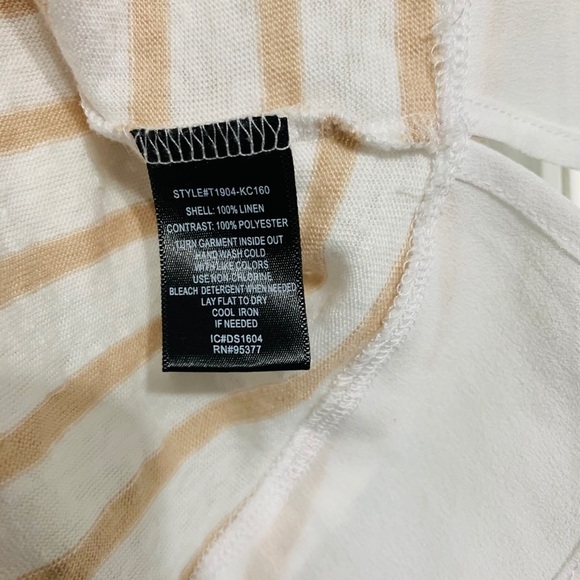 STYLE#T1904-KC160
SHELL: 100% LINEN
CONTRAST: 100% POLYESTER
TURN GARMENT INSIDE OUT
HAND WASH COLD
WITH LIKE COLORS
USE NON-CHLORINE
BLEACH DETERGENT WHEN NEEDED
LAY FLAT TO DRY
COOL IRON
IF NEEDED
IC#DS1604
RN#95377